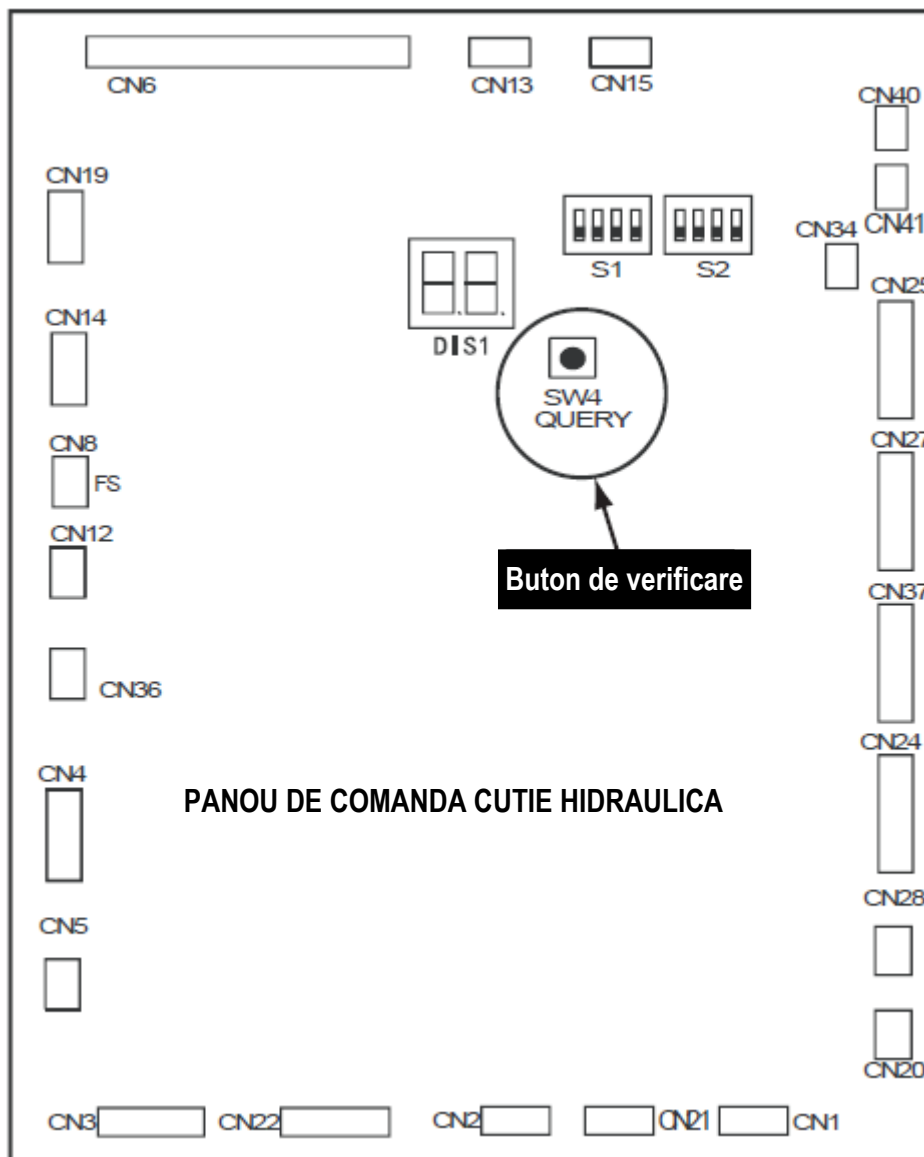 CN6
CN13
CN15
CN40
CN19
CN41
CN34
S1
S2
CN25
CN14
DIS1
SW4
QUERY
CN8
FS
CN27
CN12
Buton de verificare
CN37
CN36
CN24
CN4
PANOU DE COMANDA CUTIE HIDRAULICA
CN28
CN5
CN20
CN3
CN22
CN2
CN21
CN1